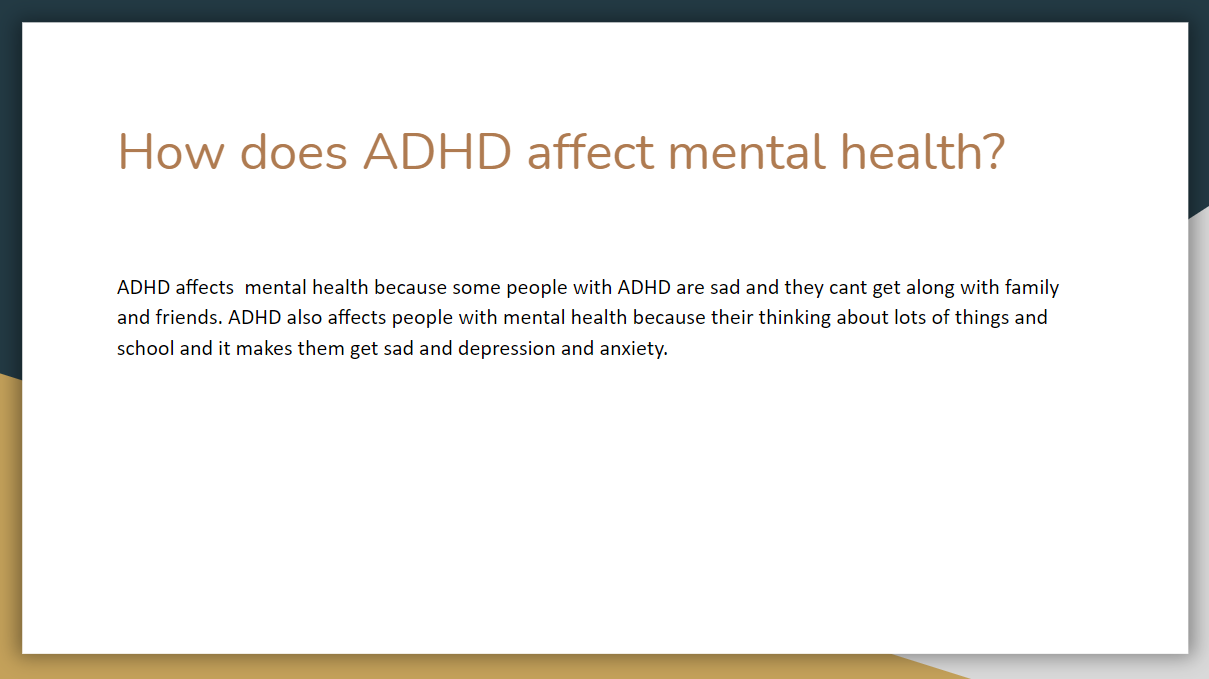 How does ADHD affect mental health?
ADHD affects  mental health because some people with ADHD are sad and they cant get along with family
and friends. ADHD also affects people with mental health because their thinking about lots of things and
school and it makes them get sad and depression and anxiety.